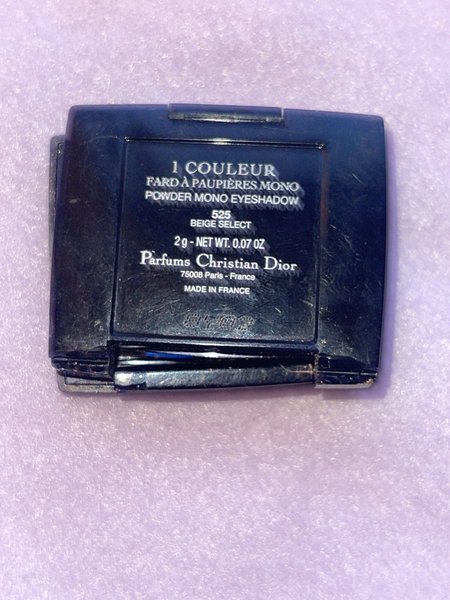 1 COULEUR
FARD À PAUPIÈRES MONO
POWDER MONO EYESHADOW
525
BEIGE SELECT
2 g - NET WT. 0.07 OZ
Parfums Christian Dior
75008 Paris - France
MADE IN FRANCE